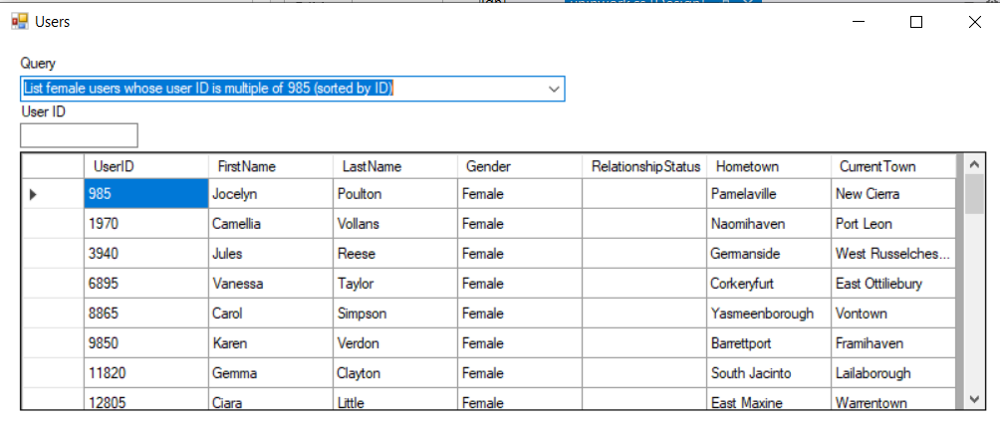 Users
Query
List female users whose user ID is multiple of 985 (sorted by ID)
User ID
UserID FirstName LastName Gender RelationshipStatus Hometown CurrentTown
985 Jocelyn Poulton Female Pamelaville New Cierra
1970 Camellia Vollans Female Naomihaven Port Leon
3940 Jules Reese Female Germanside West Russelches...
6895 Vanessa Taylor Female Corkeryfurt East Ottiliebury
8865 Carol Simpson Female Yasmeenborough Vontown
9850 Karen Verdon Female Barrettport Framihaven
11820 Gemma Clayton Female South Jacinto Lailaborough
12805 Ciara Little Female East Maxine Warrentown